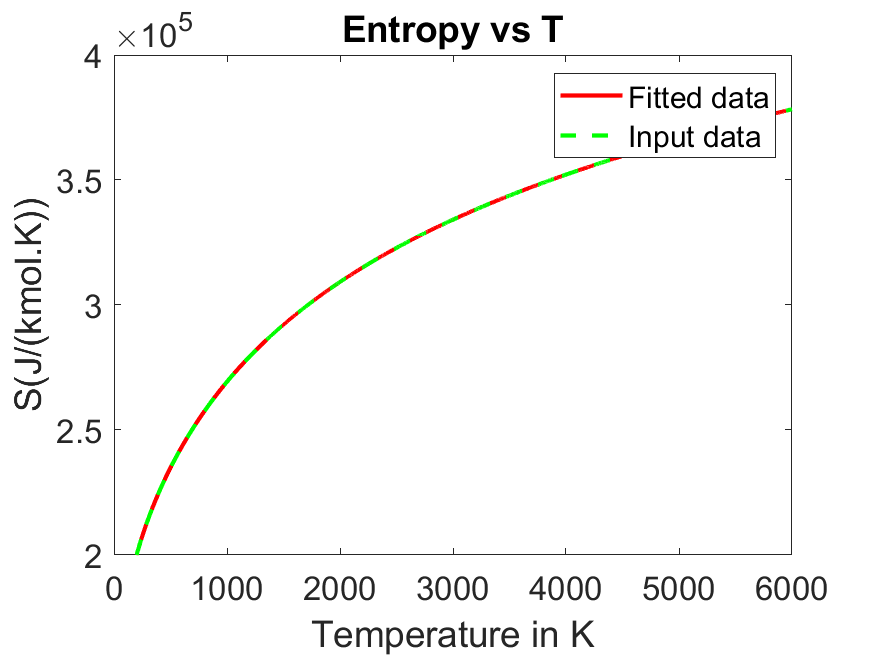 Entropy vs T
×10^5
Fitted data
Input data
4
3.5
3
2.5
2
S(J/(kmol.K))
0 1000 2000 3000 4000 5000 6000
Temperature in K